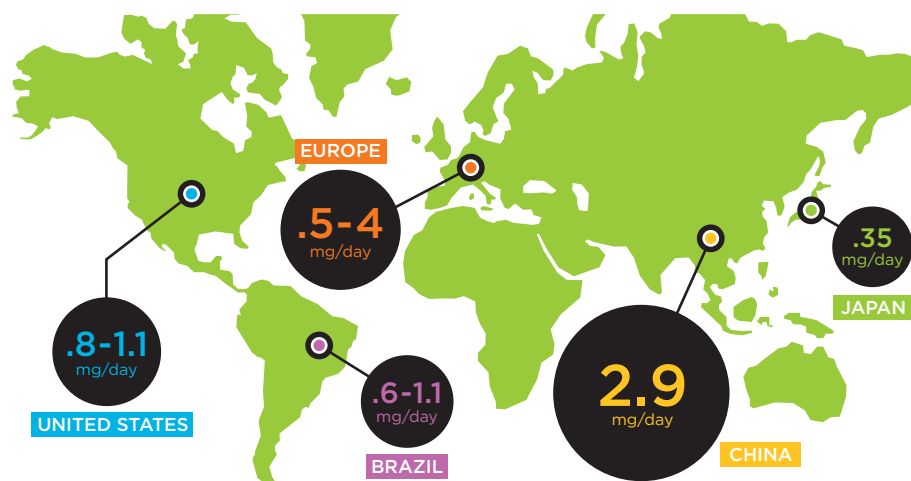 EUROPE
.5-4
mg/day
.8-1.1
mg/day
UNITED STATES
.6-1.1
mg/day
BRAZIL
2.9
mg/day
CHINA
.35
mg/day
JAPAN